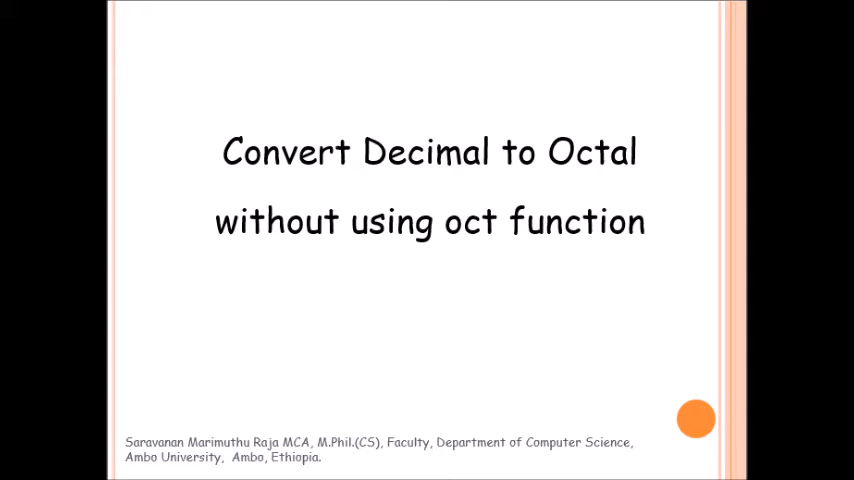 Convert Decimal to Octal
without using oct function
Saravanan Marimuthu Raja MCA, M.Phil.(CS), Faculty, Department of Computer Science,
Ambo University, Ambo, Ethiopia.